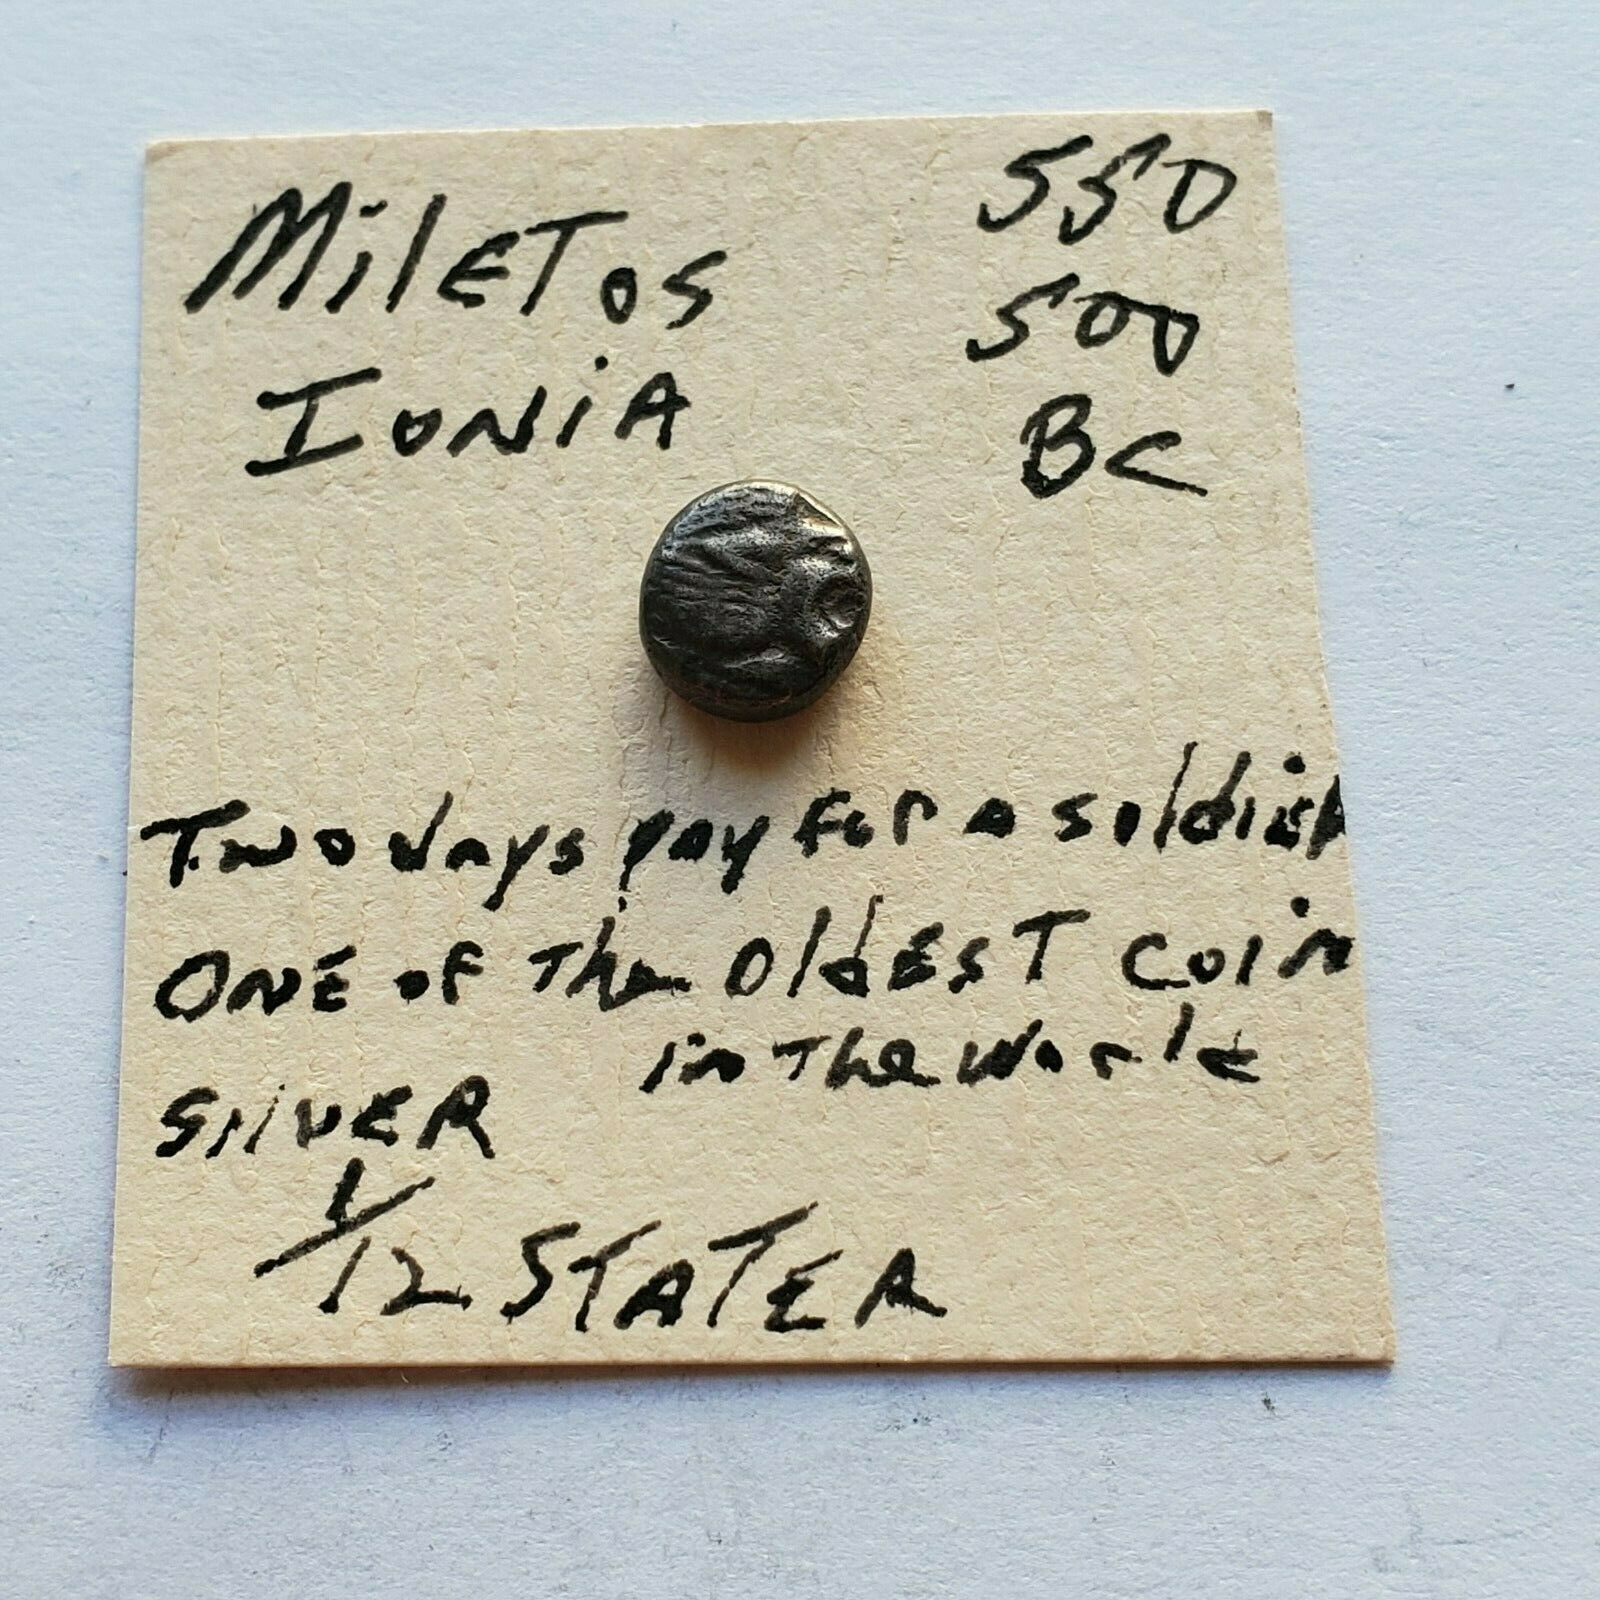 MilETos
IoNiA
550
500
BC
Two days pay for a soldier
ONE of The OldEsT coin
in The World
SilvER
1/12 STATER